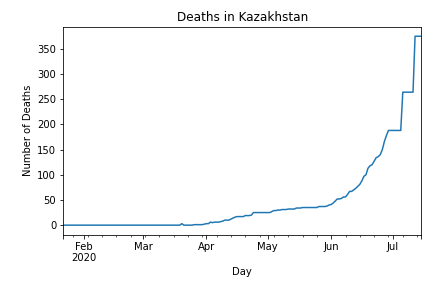 Deaths in Kazakhstan
Number of Deaths
350
300
250
200
150
100
50
0
Feb
2020
Mar
Apr
May
Jun
Jul
Day